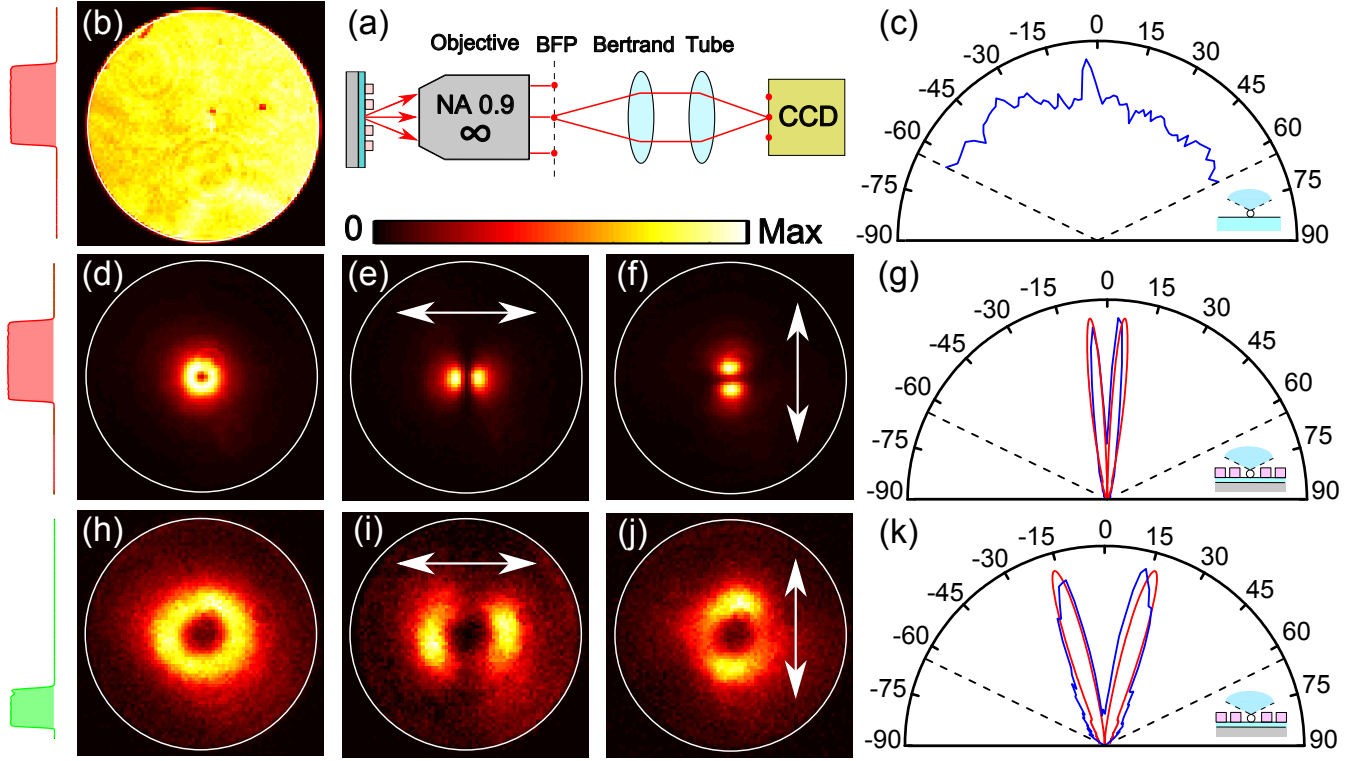 (b)
(a)
Objective BFP Bertrand Tube
NA 0.9
∞
CCD
0 Max
(c)
-90 -75 -60 -45 -30 -15 0 15 30 45 60 75 90
(d)
(e)
(f)
(g)
-90 -75 -60 -45 -30 -15 0 15 30 45 60 75 90
(h)
(i)
(j)
(k)
-90 -75 -60 -45 -30 -15 0 15 30 45 60 75 90